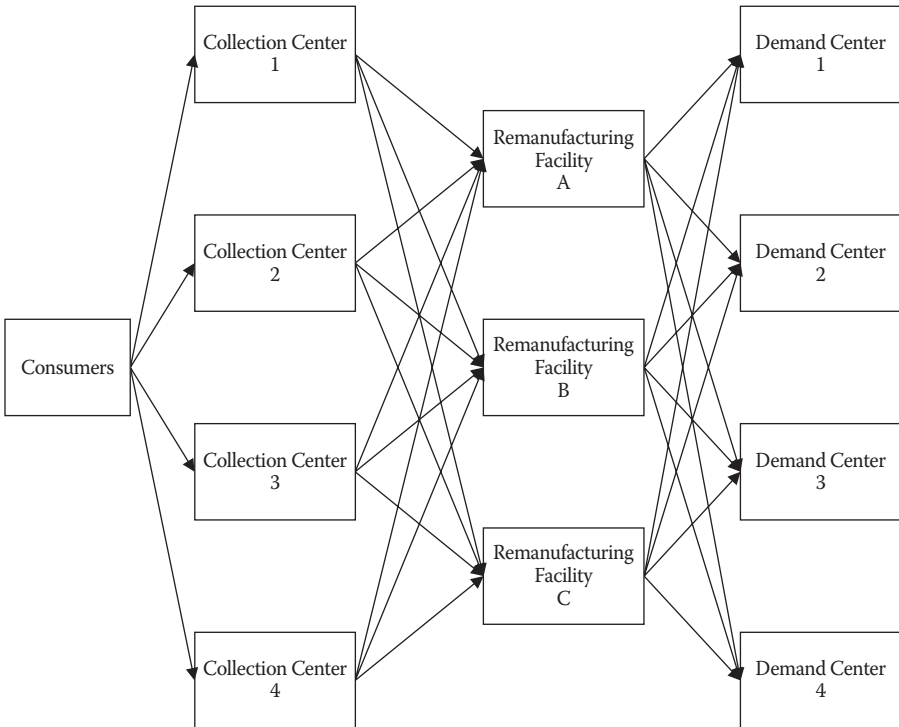 Consumers
Collection Center
1
Collection Center
2
Collection Center
3
Collection Center
4
Remanufacturing
Facility
A
Remanufacturing
Facility
B
Remanufacturing
Facility
C
Demand Center
1
Demand Center
2
Demand Center
3
Demand Center
4